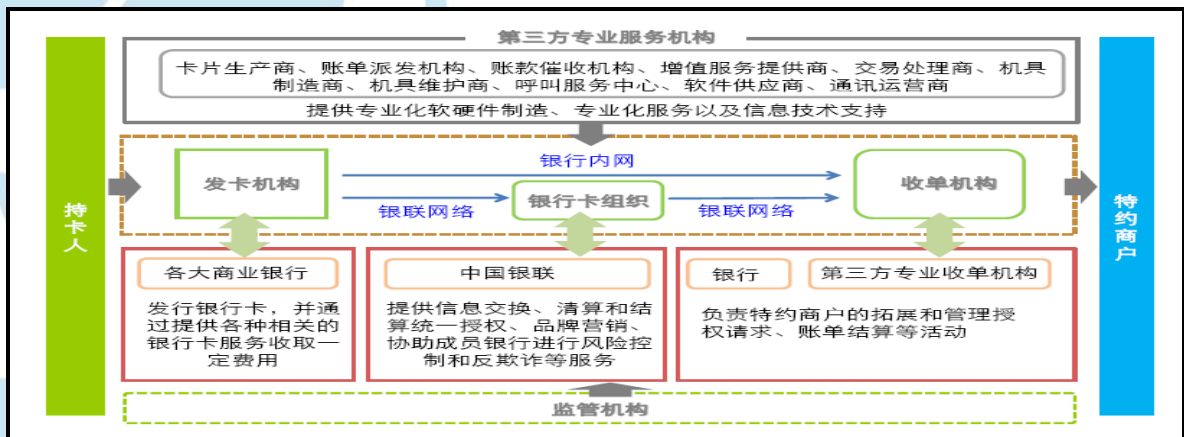 第三方专业服务机构
卡片生产商、账单派发机构、账款催收机构、增值服务提供商、交易处理商、机具
制造商、机具维护商、呼叫服务中心、软件供应商、通讯运营商
提供专业化软硬件制造、专业化服务以及信息技术支持
持卡人
发卡机构
银行内网
银联网络
银行卡组织
银联网络
收单机构
特约商户
各大商业银行
发行银行卡，并通
过提供各种相关的
银行卡服务收取一
定费用
中国银联
提供信息交换、清算和结
算统一授权、品牌营销、
协助成员银行进行风险控
制和反欺诈等服务
银行
第三方专业收单机构
负责特约商户的拓展和管理授
权请求、账单结算等活动
监管机构